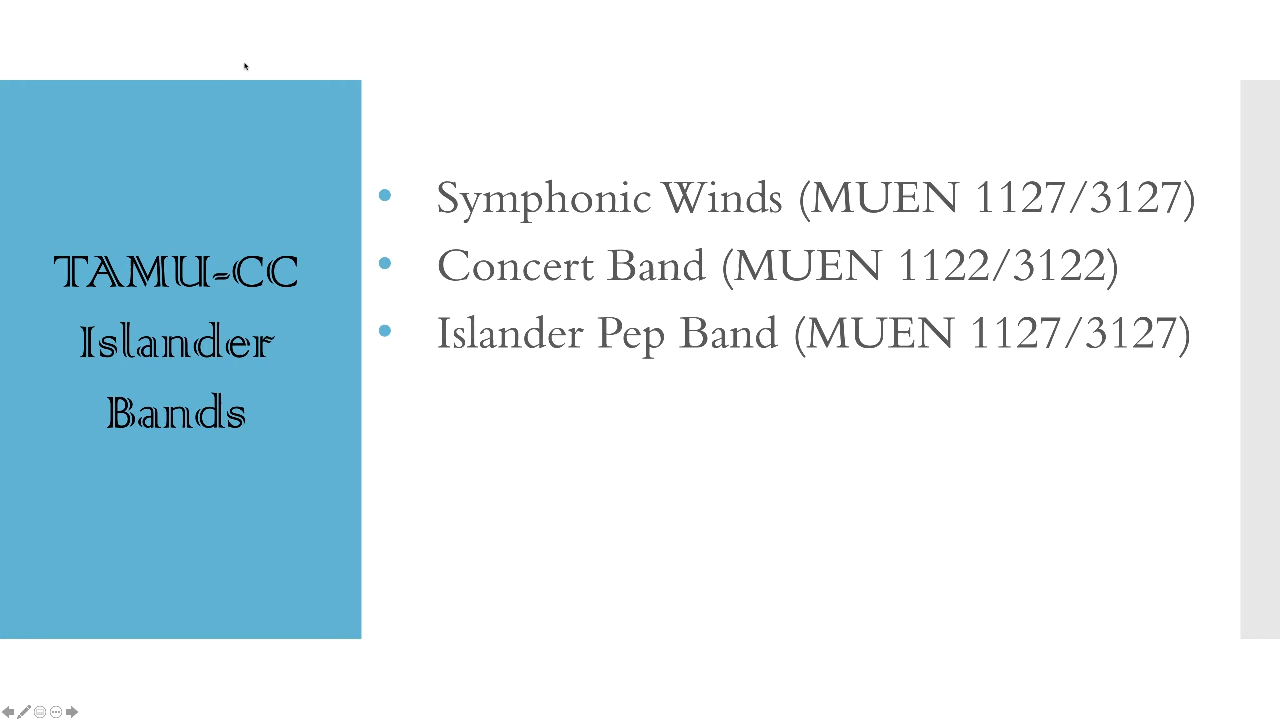 TAMU-CC
Islander
Bands
• Symphonic Winds (MUEN 1127/3127)
• Concert Band (MUEN 1122/3122)
• Islander Pep Band (MUEN 1127/3127)